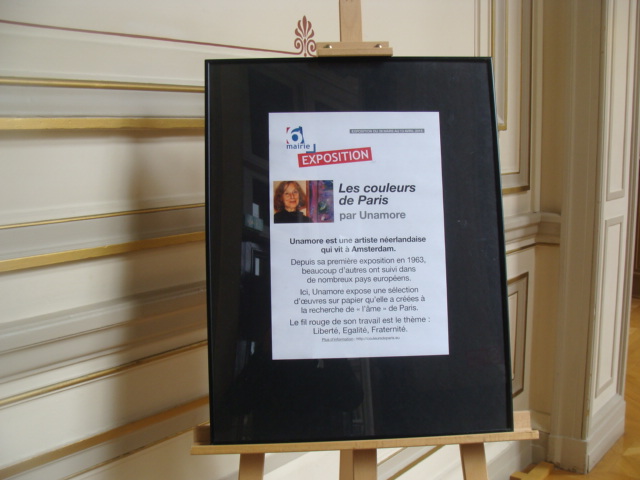 6
mairie
EXPOSITION
Les couleurs
de Paris
par Unamore
Unamore est une artiste néerlandaise
qui vit à Amsterdam.
Depuis sa première exposition en 1963,
beaucoup d'autres ont suivi dans
de nombreux pays européens.
Ici, Unamore expose une sélection
d'œuvres sur papier qu'elle a créées à
la recherche de « l'âme » de Paris.
Le fil rouge de son travail est le thème :
Liberté, Egalité, Fraternité.
Plus d'information :